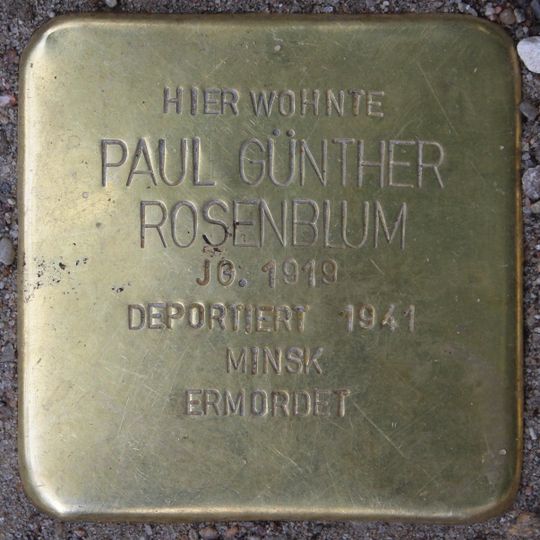 HIER WOHNTE
PAUL GÜNTHER
ROSENBLUM
JG. 1919
DEPORTIERT 1941
MINSK
ERMORDET